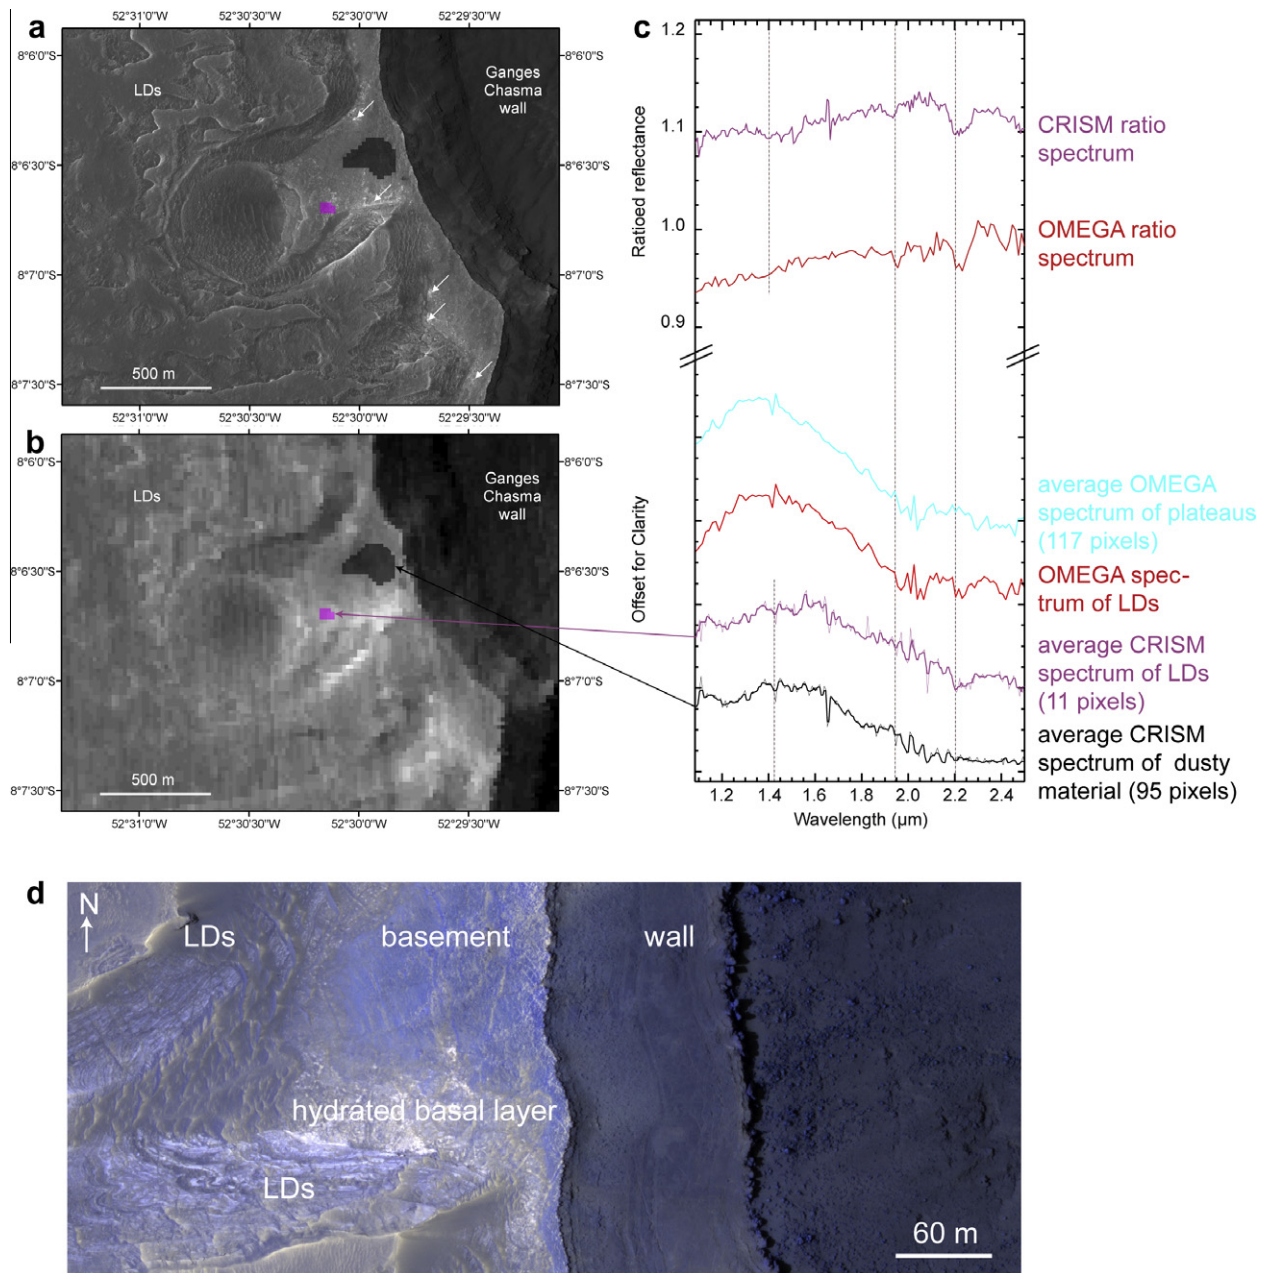 a
52°31'0"W 52°30'30"W 52°30'0"W 52°29'30"W
8°6'0"S
8°6'30"S
8°7'0"S
8°7'30"S
LDs
Ganges
Chasma
wall
500 m
8°6'0"S
8°6'30"S
8°7'0"S
8°7'30"S
52°31'0"W 52°30'30"W 52°30'0"W 52°29'30"W
b
8°6'0"S
8°6'30"S
8°7'0"S
8°7'30"S
LDs
Ganges
Chasma
wall
500 m
8°6'0"S
8°6'30"S
8°7'0"S
8°7'30"S
52°31'0"W 52°30'30"W 52°30'0"W 52°29'30"W
c
1.2
1.1
1.0
0.9
Ratioed reflectance
Offset for Clarity
CRISM ratio
spectrum
OMEGA ratio
spectrum
average OMEGA
spectrum of plateaus
(117 pixels)
OMEGA spec-
trum of LDs
average CRISM
spectrum of LDs
(11 pixels)
average CRISM
spectrum of dusty
material (95 pixels)
1.2 1.4 1.6 1.8 2.0 2.2 2.4
Wavelength (µm)
d
N
LDs
basement
wall
hydrated basal layer
LDs
60 m